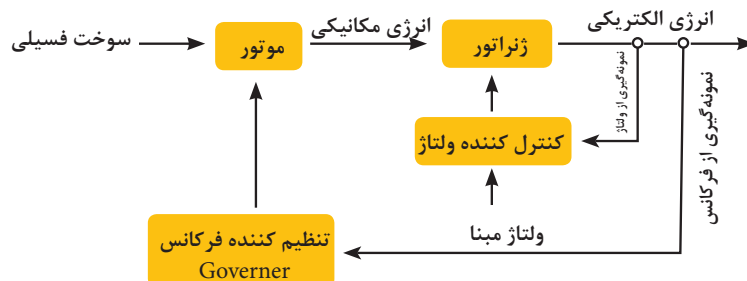 سوخت فسیلی
موتور
انرژی مکانیکی
ژنراتور
انرژی الکتریکی
نمونه‌گیری از ولتاژ
نمونه‌گیری از فرکانس
کنترل کننده ولتاژ
ولتاژ مبنا
تنظیم کننده فرکانس
Governer